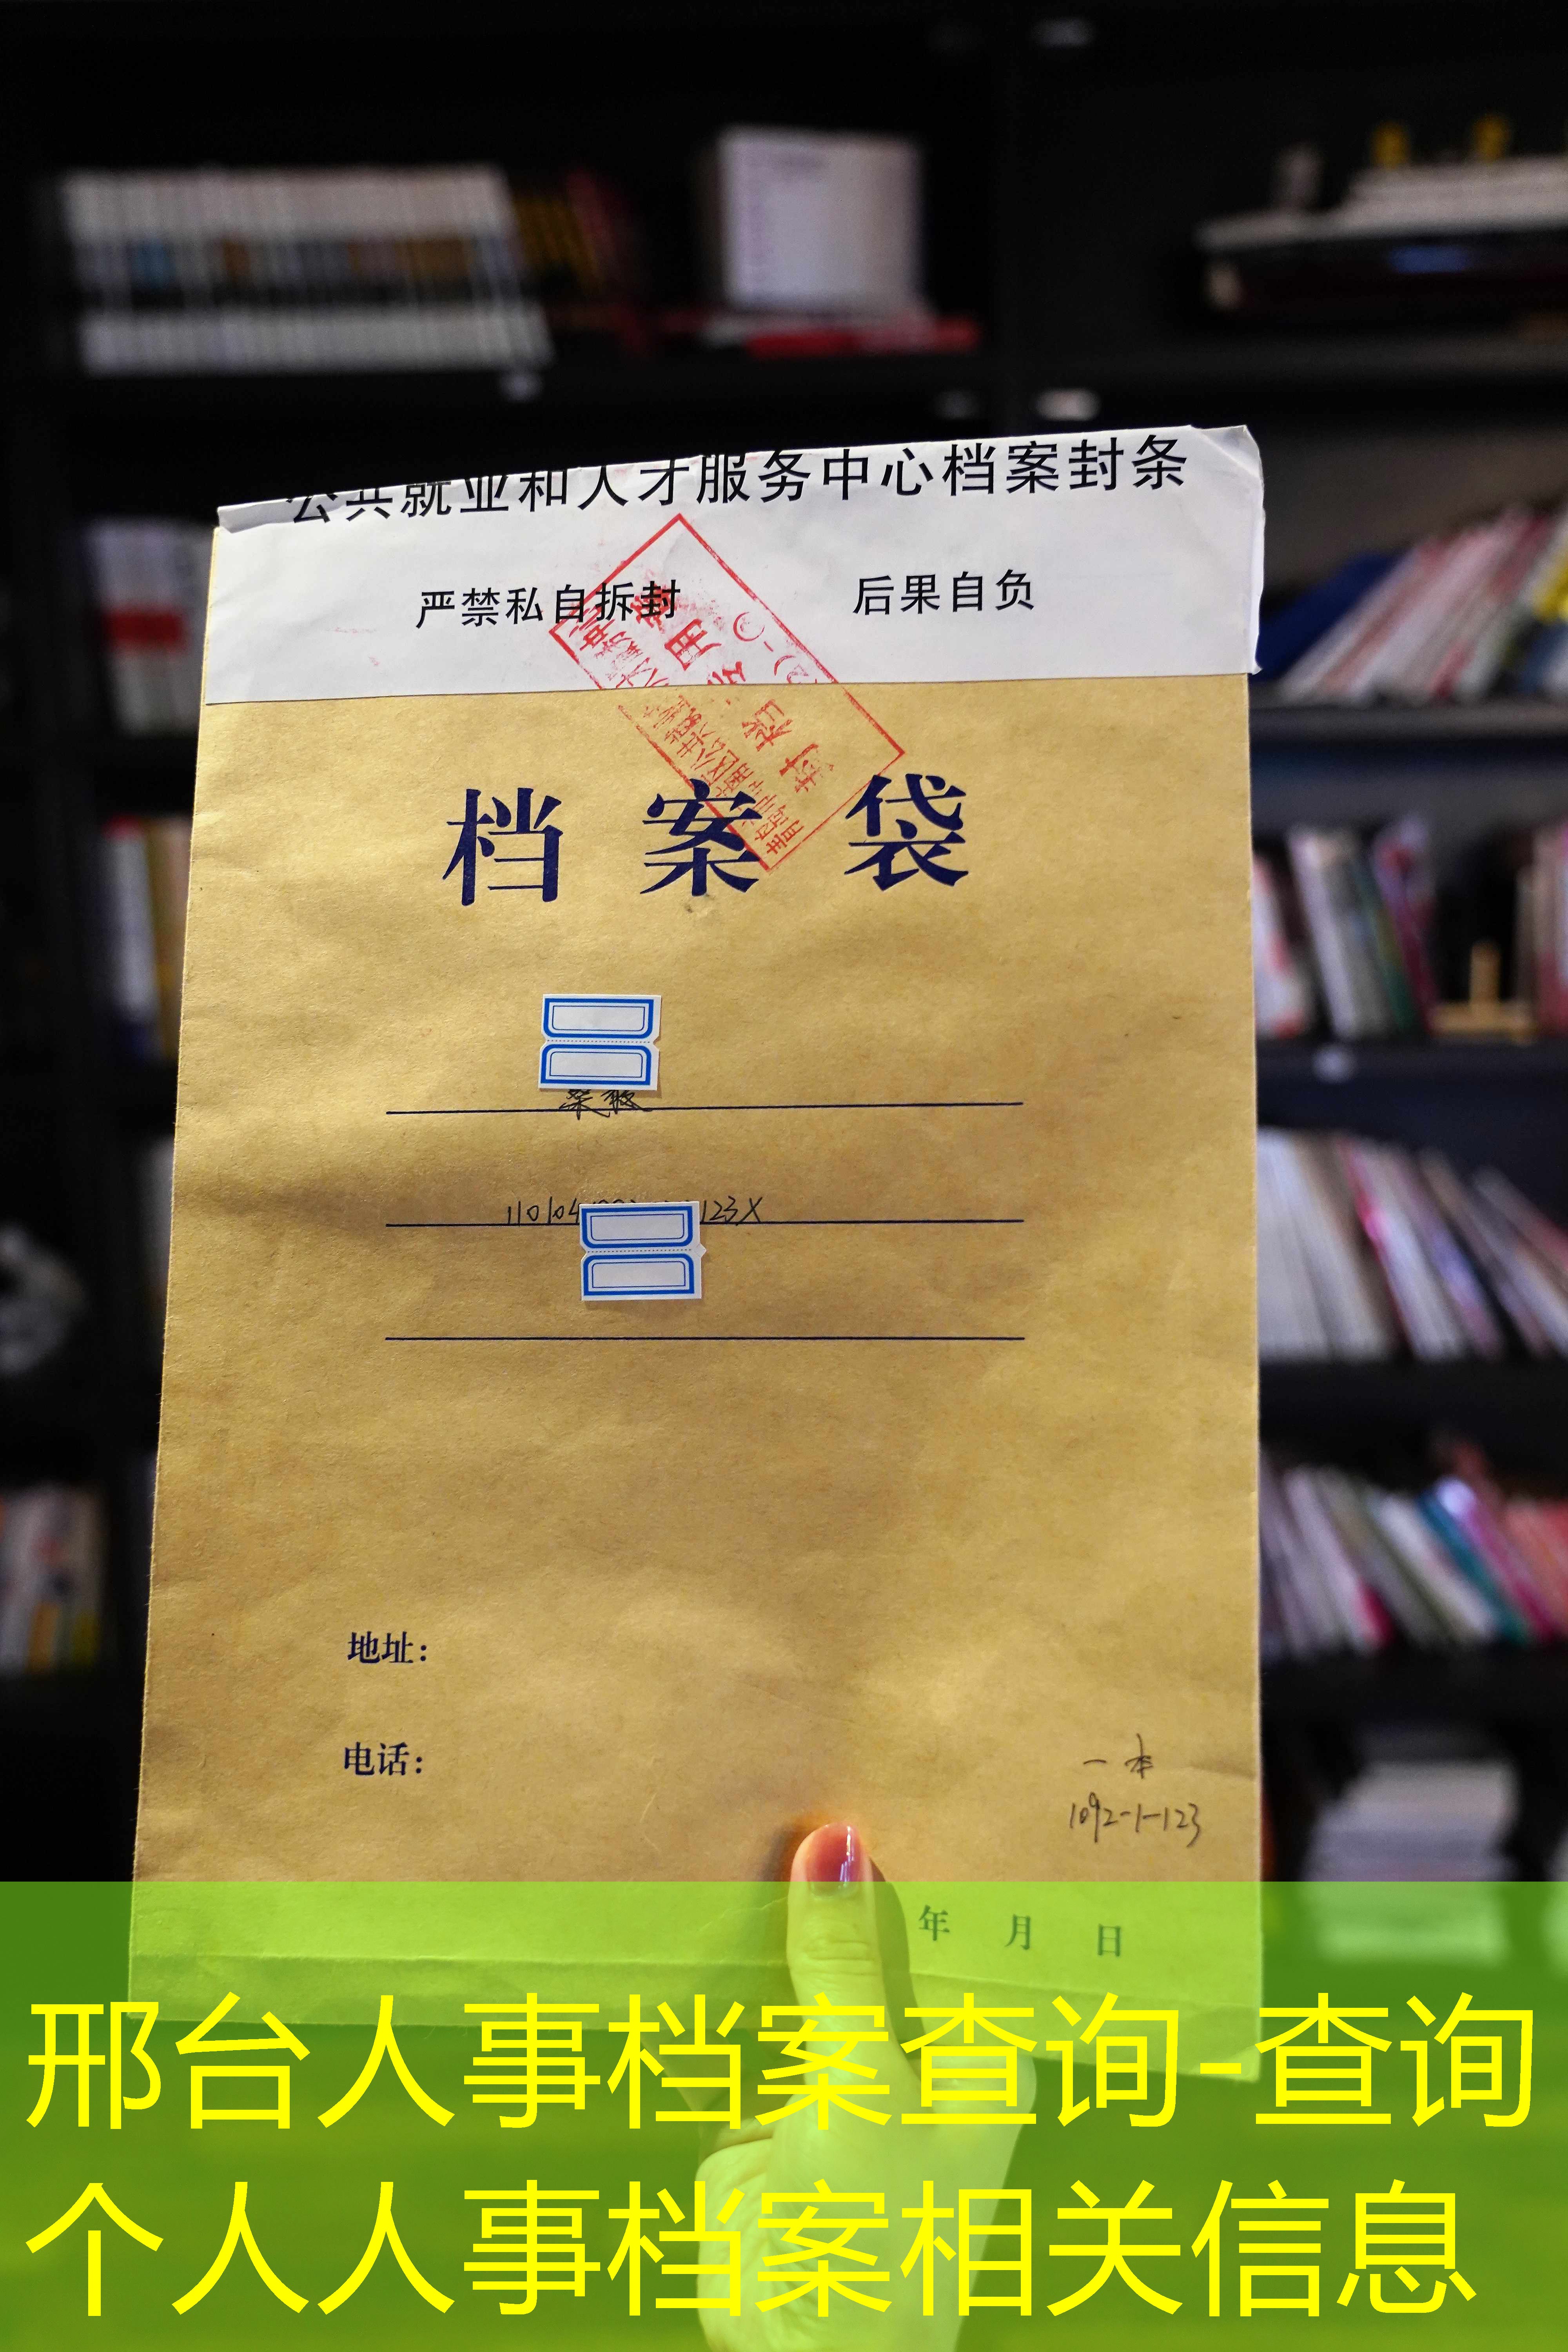 公共就业和人才服务中心档案封条
严禁私自拆封 后果自负
档案袋
123X
地址：
电话：
一本
1092-1-123
年 月 日
邢台人事档案查询-查询
个人人事档案相关信息